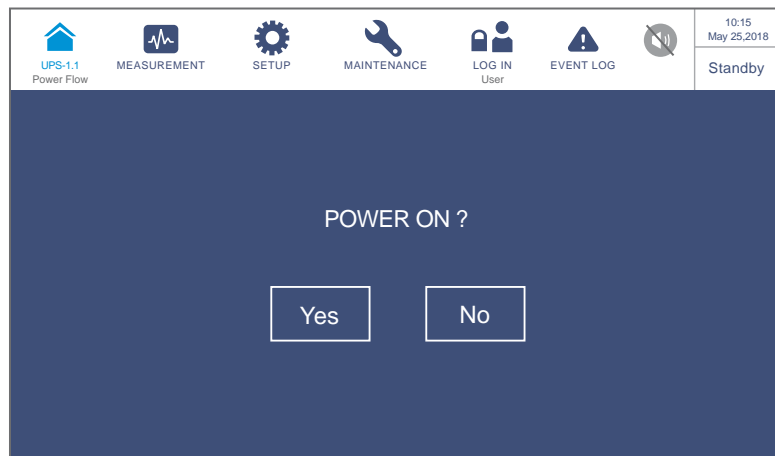 UPS-1.1
Power Flow
MEASUREMENT
SETUP
MAINTENANCE
LOG IN
User
EVENT LOG
10:15
May 25,2018
Standby
POWER ON ?
Yes
No